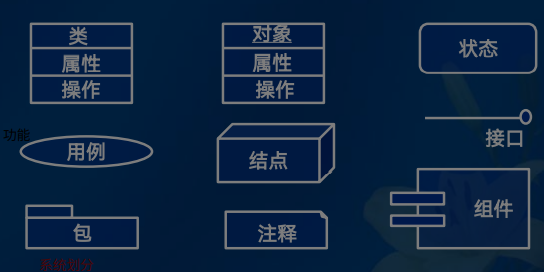 类
属性
操作
对象
属性
操作
状态
接口
功能
用例
结点
组件
包
注释
系统划分